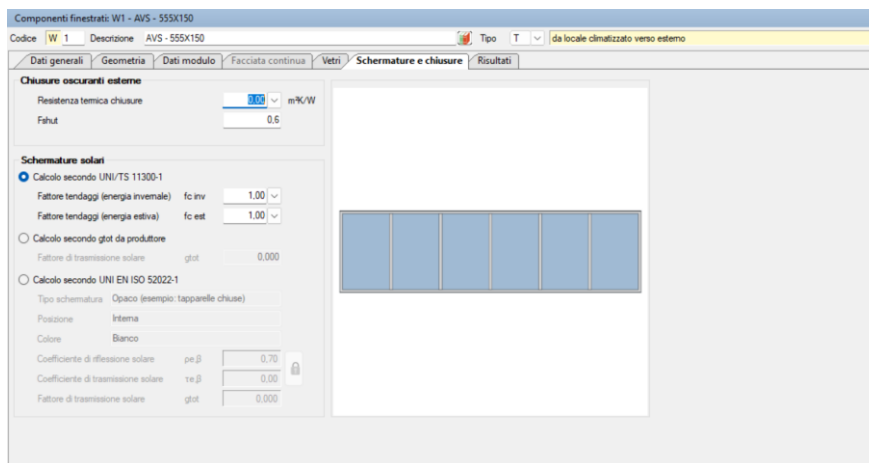 Componenti finestrati: W1 - AVS - 555X150
Codice W 1 Descrizione AVS - 555X150 Tipo T da locale climatizzato verso esterno
Dati generali Geometria Dati modulo Facciata continua Vetri Schermature e chiusure Risultati
Chiusure oscuranti esterne
Resistenza termica chiusure 0,00 m²K/W
Fshut 0,6
Schermature solari
Calcolo secondo UNI/TS 11300-1
Fattore tendaggi (energia invernale) fc inv 1,00
Fattore tendaggi (energia estiva) fc est 1,00
Calcolo secondo gtot da produttore
Fattore di trasmissione solare gtot 0,000
Calcolo secondo UNI EN ISO 52022-1
Tipo schermatura Opaco (esempio: tapparelle chiuse)
Posizione Interna
Colore Bianco
Coefficiente di riflessione solare ρe,β 0,70
Coefficiente di trasmissione solare τe,β 0,00
Fattore di trasmissione solare gtot 0,000